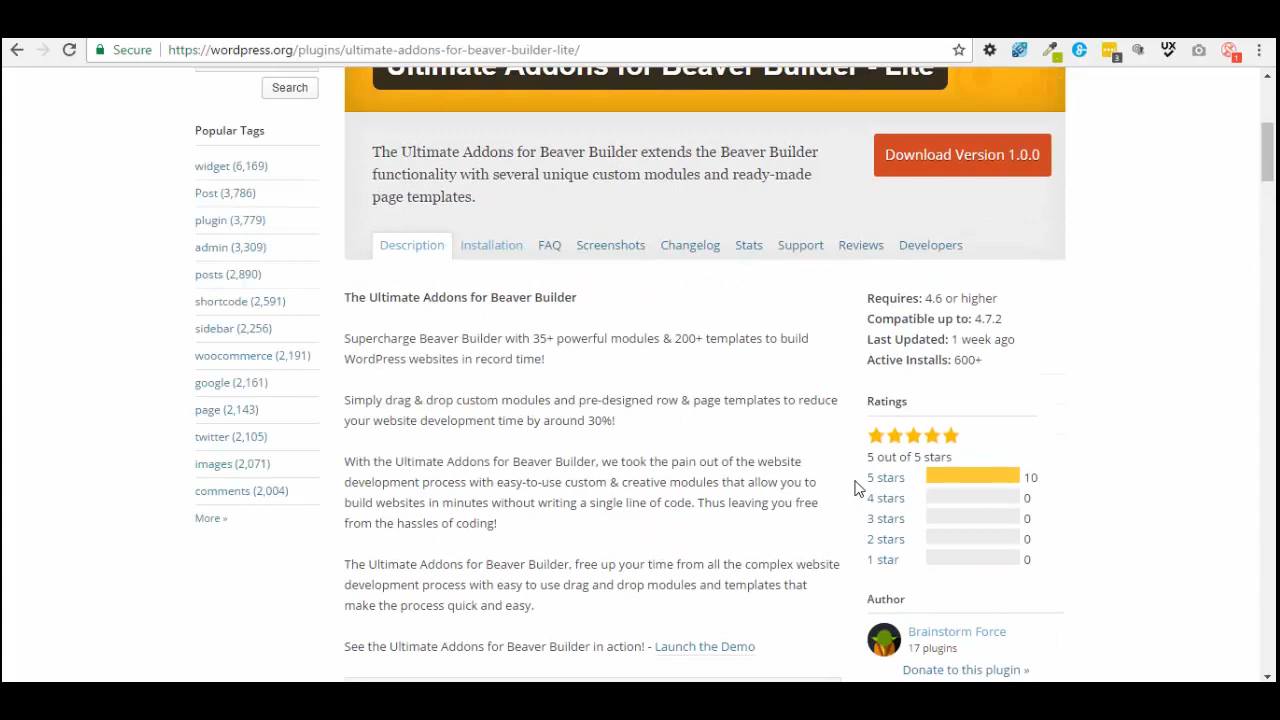 Secure https://wordpress.org/plugins/ultimate-addons-for-beaver-builder-lite/
3
UX
1
Ultimate Addons for Beaver Builder - Lite
Search
Popular Tags
widget (6,169)
Post (3,786)
plugin (3,779)
admin (3,309)
posts (2,890)
shortcode (2,591)
sidebar (2,256)
woocommerce (2,191)
google (2,161)
page (2,143)
twitter (2,105)
images (2,071)
comments (2,004)
More »
The Ultimate Addons for Beaver Builder extends the Beaver Builder
functionality with several unique custom modules and ready-made
page templates.
Download Version 1.0.0
Description Installation FAQ Screenshots Changelog Stats Support Reviews Developers
The Ultimate Addons for Beaver Builder
Supercharge Beaver Builder with 35+ powerful modules & 200+ templates to build
WordPress websites in record time!
Simply drag & drop custom modules and pre-designed row & page templates to reduce
your website development time by around 30%!
With the Ultimate Addons for Beaver Builder, we took the pain out of the website
development process with easy-to-use custom & creative modules that allow you to
build websites in minutes without writing a single line of code. Thus leaving you free
from the hassles of coding!
The Ultimate Addons for Beaver Builder, free up your time from all the complex website
development process with easy to use drag and drop modules and templates that
make the process quick and easy.
See the Ultimate Addons for Beaver Builder in action! - Launch the Demo
Requires: 4.6 or higher
Compatible up to: 4.7.2
Last Updated: 1 week ago
Active Installs: 600+
Ratings
5 out of 5 stars
5 stars 10
4 stars 0
3 stars 0
2 stars 0
1 star 0
Author
Brainstorm Force
17 plugins
Donate to this plugin »